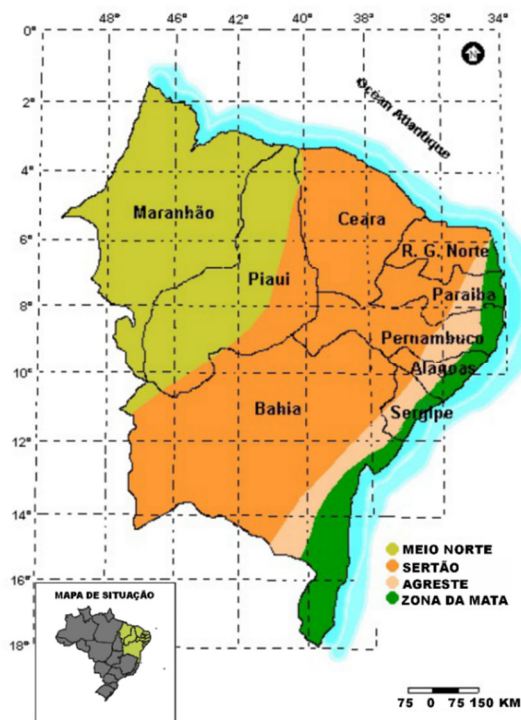 48° 46° 44° 42° 40° 38° 36° 34°
0°
2°
4°
6°
8°
10°
12°
14°
16°
18°
N
Océan Atlantique
Maranhão
Ceara
R. G. Norte
Piaui
Paraiba
Pernambuco
Alagoas
Bahia
Sergipe
MEIO NORTE
SERTÃO
AGRESTE
ZONA DA MATA
MAPA DE SITUAÇÃO
75 0 75 150 KM